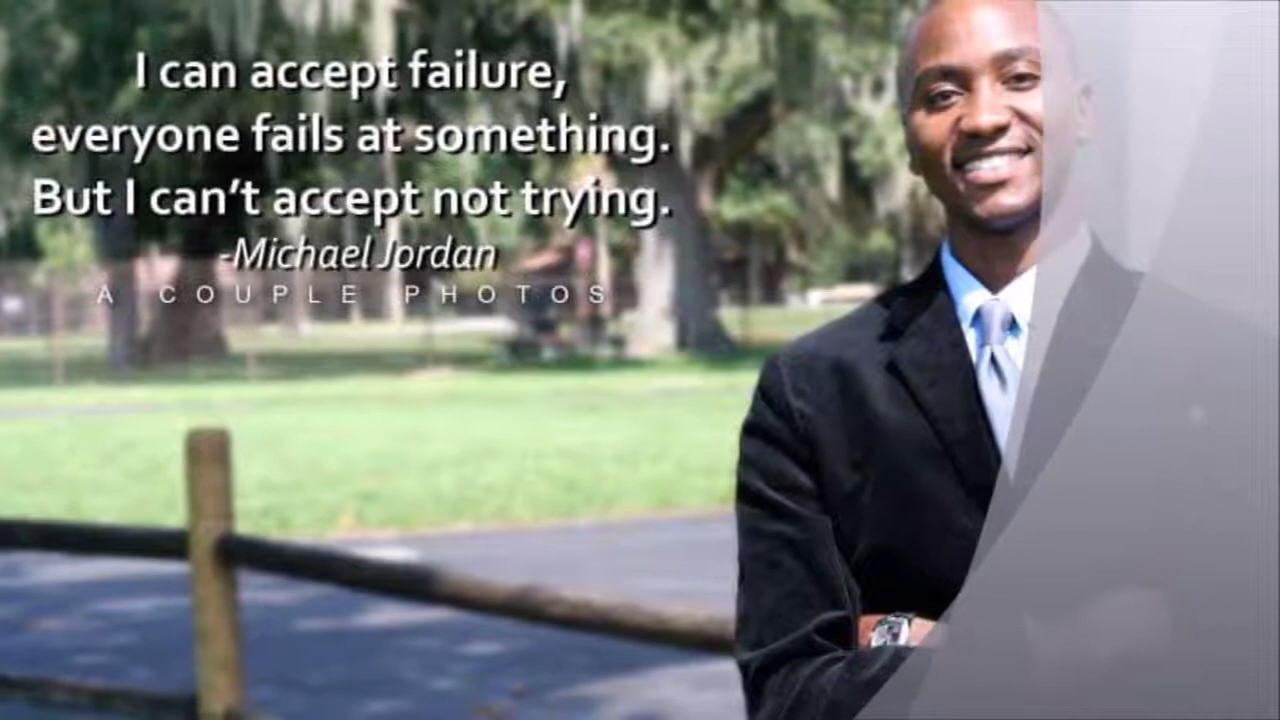 I can accept failure,
everyone fails at something.
But I can't accept not trying.
-Michael Jordan
A COUPLE PHOTOS